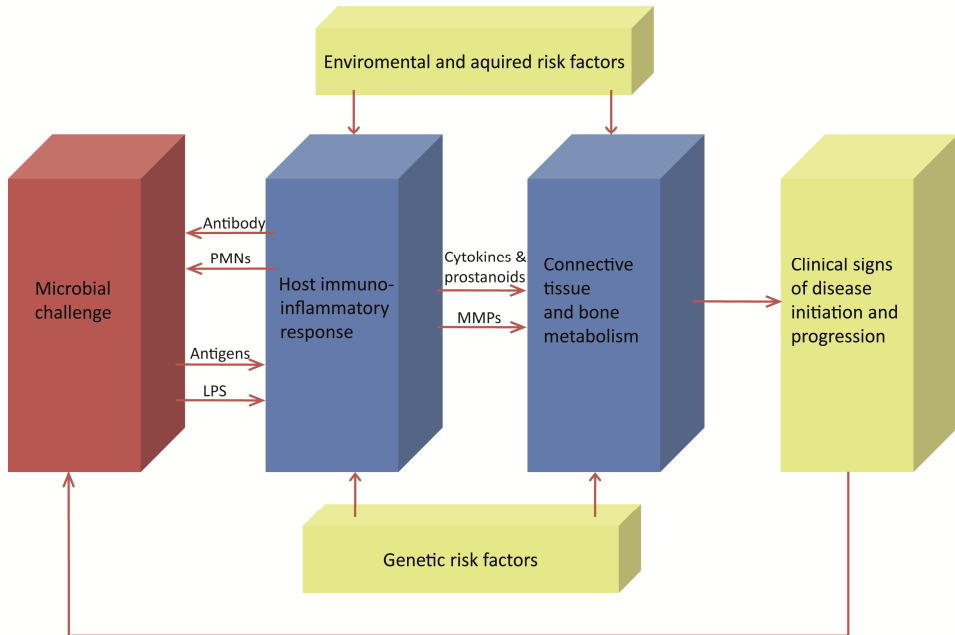 Enviromental and aquired risk factors
Microbial
challenge
Antibody
PMNs
Antigens
LPS
Host immuno-
inflammatory
response
Cytokines &
prostanoids
MMPs
Connective
tissue
and bone
metabolism
Clinical signs
of disease
initiation and
progression
Genetic risk factors